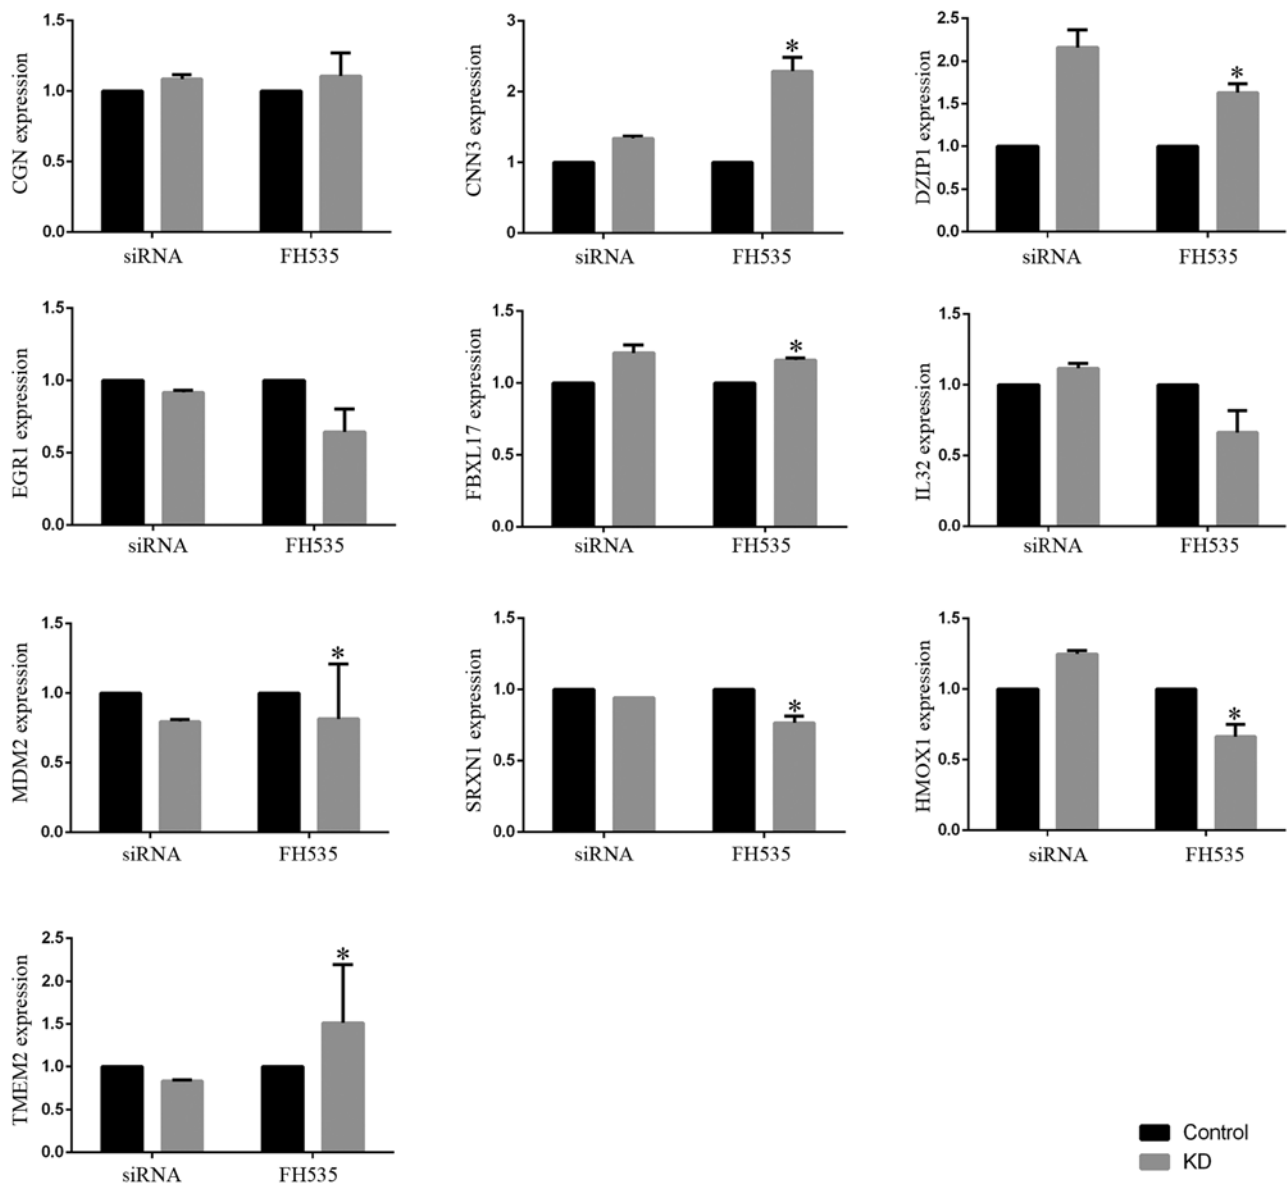 CGN expression
1.5
1.0
0.5
0.0
siRNA FH535
CNN3 expression
3
2
1
0
*
siRNA FH535
DZIP1 expression
2.5
2.0
1.5
1.0
0.5
0.0
*
siRNA FH535
EGR1 expression
1.5
1.0
0.5
0.0
siRNA FH535
FBXL17 expression
1.5
1.0
0.5
0.0
*
siRNA FH535
IL32 expression
1.5
1.0
0.5
0.0
siRNA FH535
MDM2 expression
1.5
1.0
0.5
0.0
*
siRNA FH535
SRXN1 expression
1.5
1.0
0.5
0.0
*
siRNA FH535
HMOX1 expression
1.5
1.0
0.5
0.0
*
siRNA FH535
TMEM2 expression
2.5
2.0
1.5
1.0
0.5
0.0
*
siRNA FH535
Control
KD